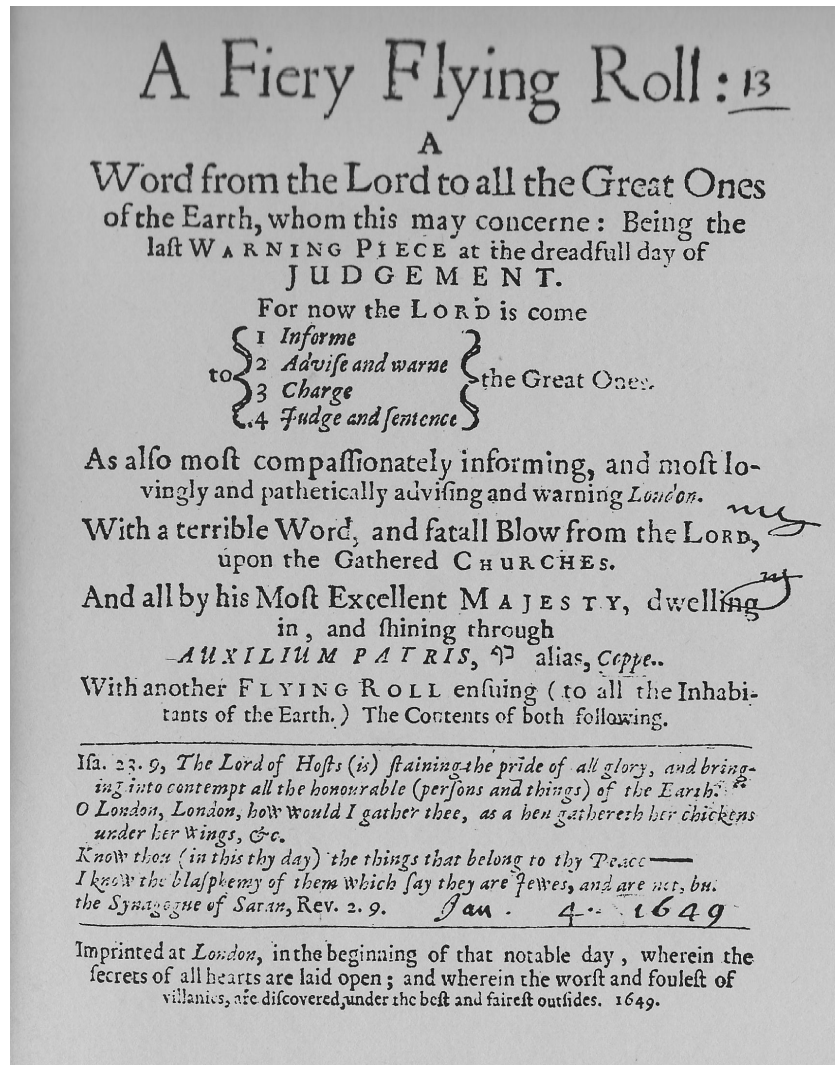 A Fiery Flying Roll: 13
A
Word from the Lord to all the Great Ones
of the Earth, whom this may concerne: Being the
laſt WARNING PIECE at the dreadfull day of
JUDGEMENT.
For now the LORD is come
to
1 Informe
2 Adviſe and warne
3 Charge
4 Judge and ſentence
the Great Ones.
As alſo moſt compaſſionately informing, and moſt lo-
vingly and pathetically adviſing and warning London.
With a terrible Word, and fatall Blow from the LORD,
upon the Gathered CHURCHES.
And all by his Moſt Excellent MAJESTY, dwelling
in, and ſhining through
AUXILIUM PATRIS, כף alias, Coppe.
With another FLYING ROLL enſuing (to all the Inhabi-
tants of the Earth.) The Contents of both following.
Iſa. 23. 9, The Lord of Hoſts (is) ſtaining the pride of all glory, and bring-
ing into contempt all the honourable (perſons and things) of the Earth.
O London, London, how would I gather thee, as a hen gathereth her chickens
under her wings, &c.
Know thou (in this thy day) the things that belong to thy Peace—
I know the blaſphemy of them which ſay they are Jewes, and are not, but
the Synagogue of Satan, Rev. 2. 9. Jan. 4. 1649
Imprinted at London, in the beginning of that notable day, wherein the
ſecrets of all hearts are laid open; and wherein the worſt and fouleſt of
villanies, are diſcovered, under the beſt and faireſt outſides. 1649.